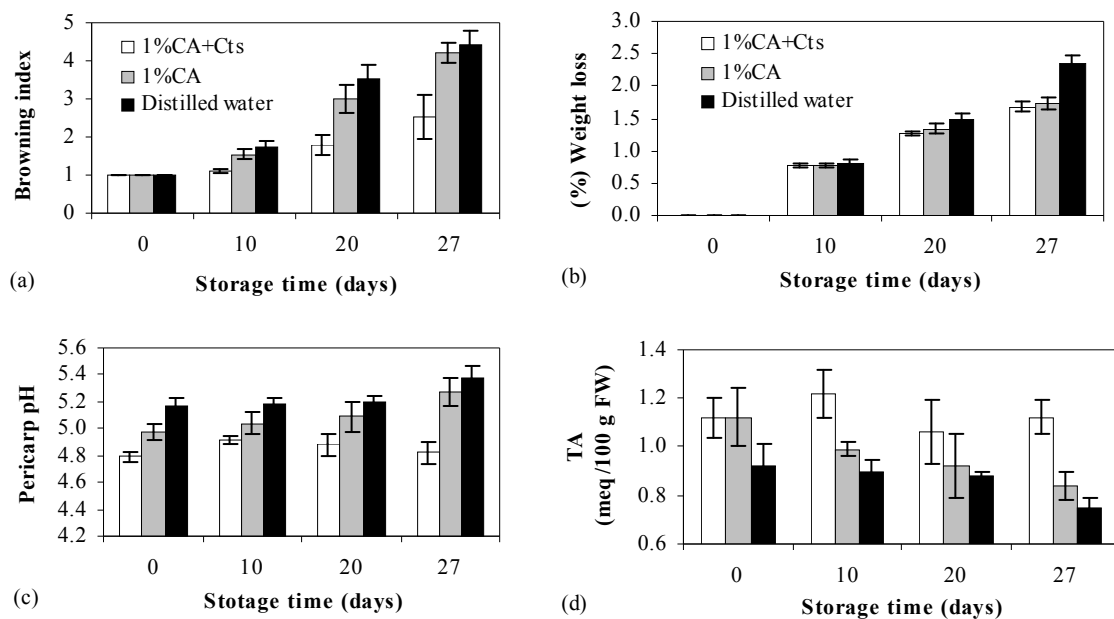 Browning index
5
4
3
2
1
0
1%CA+Cts
1%CA
Distilled water
0 10 20 27
(a) Storage time (days)
(%) Weight loss
3.0
2.5
2.0
1.5
1.0
0.5
0.0
1%CA+Cts
1%CA
Distilled water
0 10 20 27
(b) Storage time (days)
Pericarp pH
5.6
5.4
5.2
5.0
4.8
4.6
4.4
4.2
0 10 20 27
(c) Stotage time (days)
TA
(meq/100 g FW)
1.4
1.2
1.0
0.8
0.6
0 10 20 27
Storage time (days) (d)